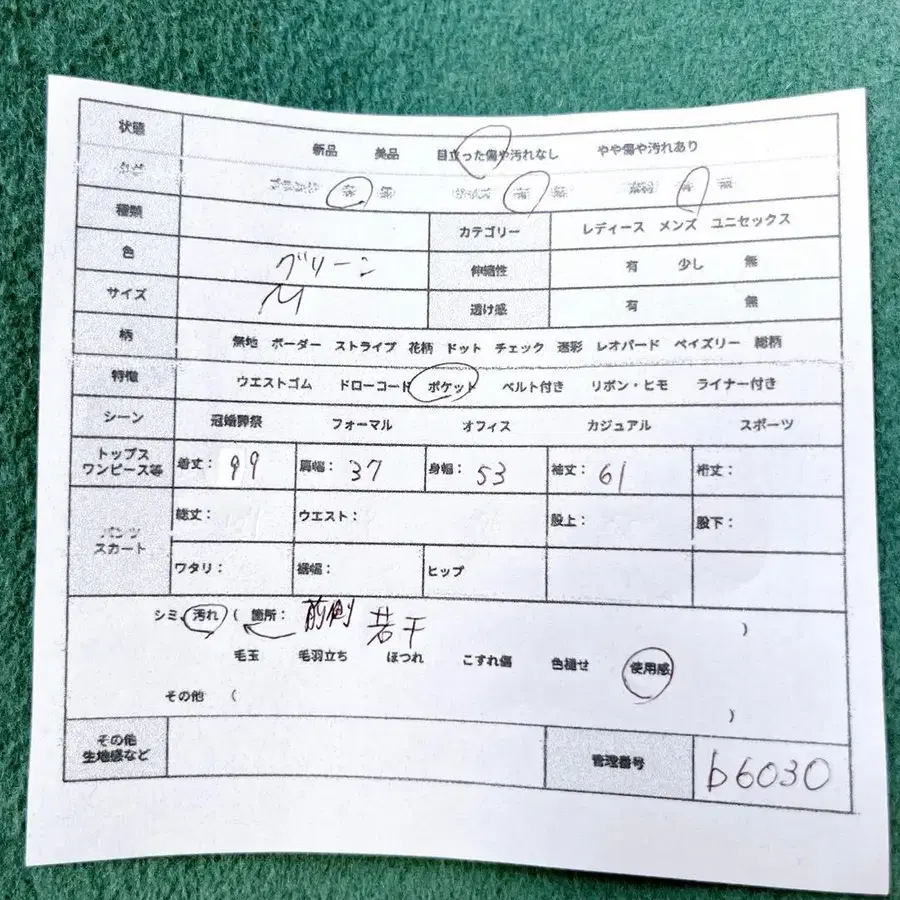 状態 新品 美品 目立った傷や汚れなし やや傷や汚れあり
種類 カテゴリー レディース メンズ ユニセックス
色 グリーン 伸縮性 有 少し 無
サイズ M 透け感 有 無
柄 無地 ボーダー ストライプ 花柄 ドット チェック 迷彩 レオパード ペイズリー 総柄
特徴 ウエストゴム ドローコード ポケット ベルト付き リボン・ヒモ ライナー付き
シーン 冠婚葬祭 フォーマル オフィス カジュアル スポーツ
トップス
ワンピース等 着丈: 99 肩幅: 37 身幅: 53 袖丈: 61 裄丈:
パンツ 総丈: ウエスト: 股上: 股下:
スカート
ワタリ: 裾幅: ヒップ
シミ 汚れ ( 箇所: 前側 若干 )
毛玉 毛羽立ち ほつれ こすれ傷 色褪せ 使用感
その他 ( )
その他
生地感など 管理番号 b6030